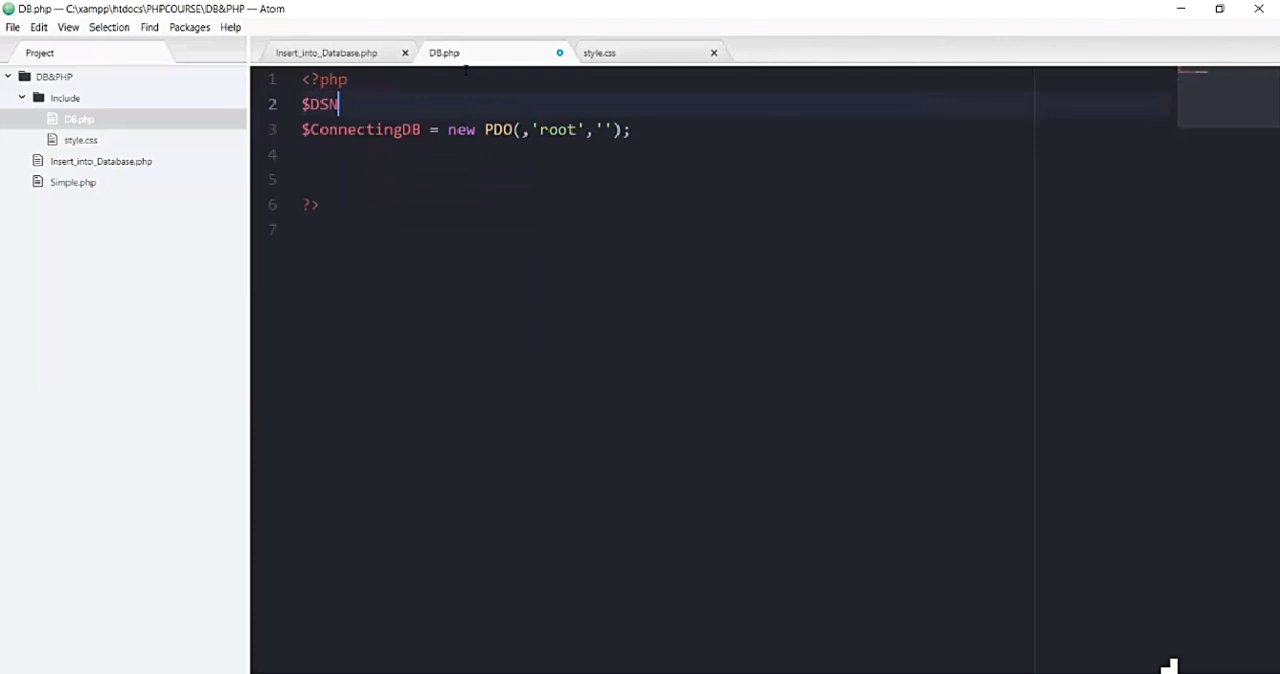 DB.php — C:\xampp\htdocs\PHPCOURSE\DB&PHP — Atom
File Edit View Selection Find Packages Help
Project
Insert_into_Database.php
DB.php
style.css
DB&PHP
Include
DB.php
style.css
Insert_into_Database.php
Simple.php
1 <?php
2 $DSN
3 $ConnectingDB = new PDO(,'root','');
4
5
6 ?>
7